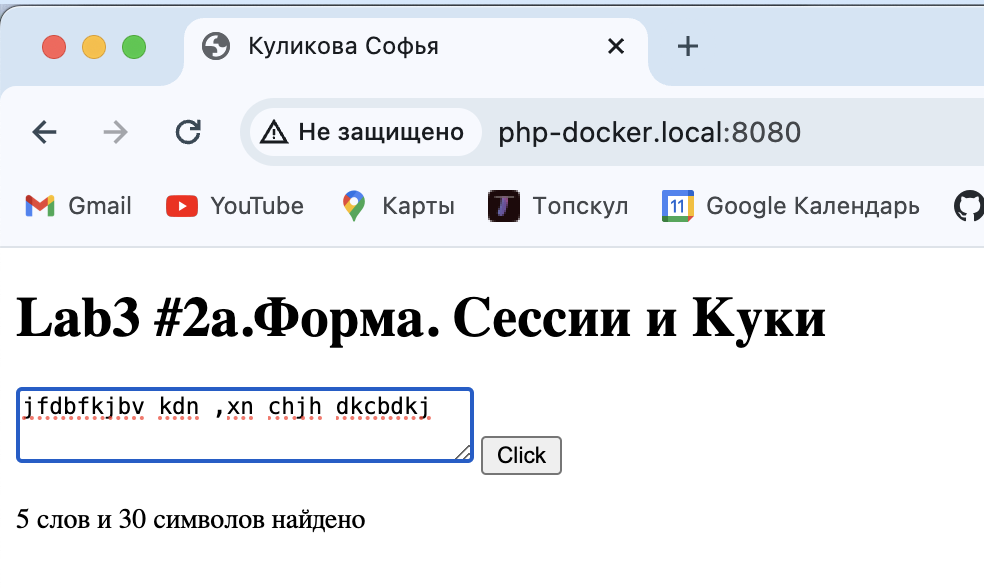 Куликова Софья
Не защищено php-docker.local:8080
Gmail YouTube Карты Топскул 11 Google Календарь
Lab3 #2a.Форма. Сессии и Куки
jfdbfkjbv kdn ,xn chjh dkcbdkj
Click
5 слов и 30 символов найдено